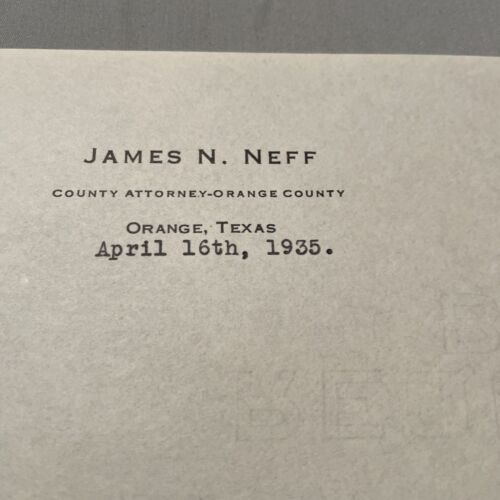 JAMES N. NEFF
COUNTY ATTORNEY-ORANGE COUNTY
ORANGE, TEXAS
April 16th, 1935.